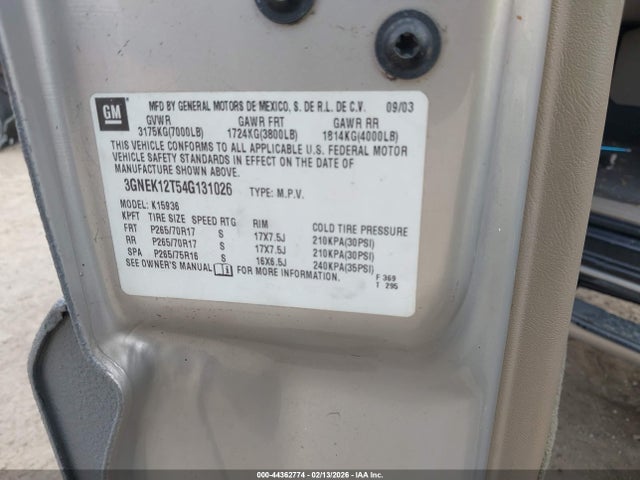 GM
MFD BY GENERAL MOTORS DE MEXICO, S. DE R.L. DE C.V. 09/03
GVWR GAWR FRT GAWR RR
3175KG(7000LB) 1724KG(3800LB) 1814KG(4000LB)
THIS VEHICLE CONFORMS TO ALL APPLICABLE U.S. FEDERAL MOTOR
VEHICLE SAFETY STANDARDS IN EFFECT ON THE DATE OF
MANUFACTURE SHOWN ABOVE.
3GNEK12T54G131026 TYPE: M.P.V.
MODEL: K15936
KPFT TIRE SIZE SPEED RTG RIM COLD TIRE PRESSURE
FRT P265/70R17 S 17X7.5J 210KPA(30PSI)
RR P265/70R17 S 17X7.5J 210KPA(30PSI)
SPA P265/75R16 S 16X6.5J 240KPA(35PSI)
SEE OWNER'S MANUAL FOR MORE INFORMATION.
F 369
T 295
000-44362774 | 02/13/2026 | IAA Inc.